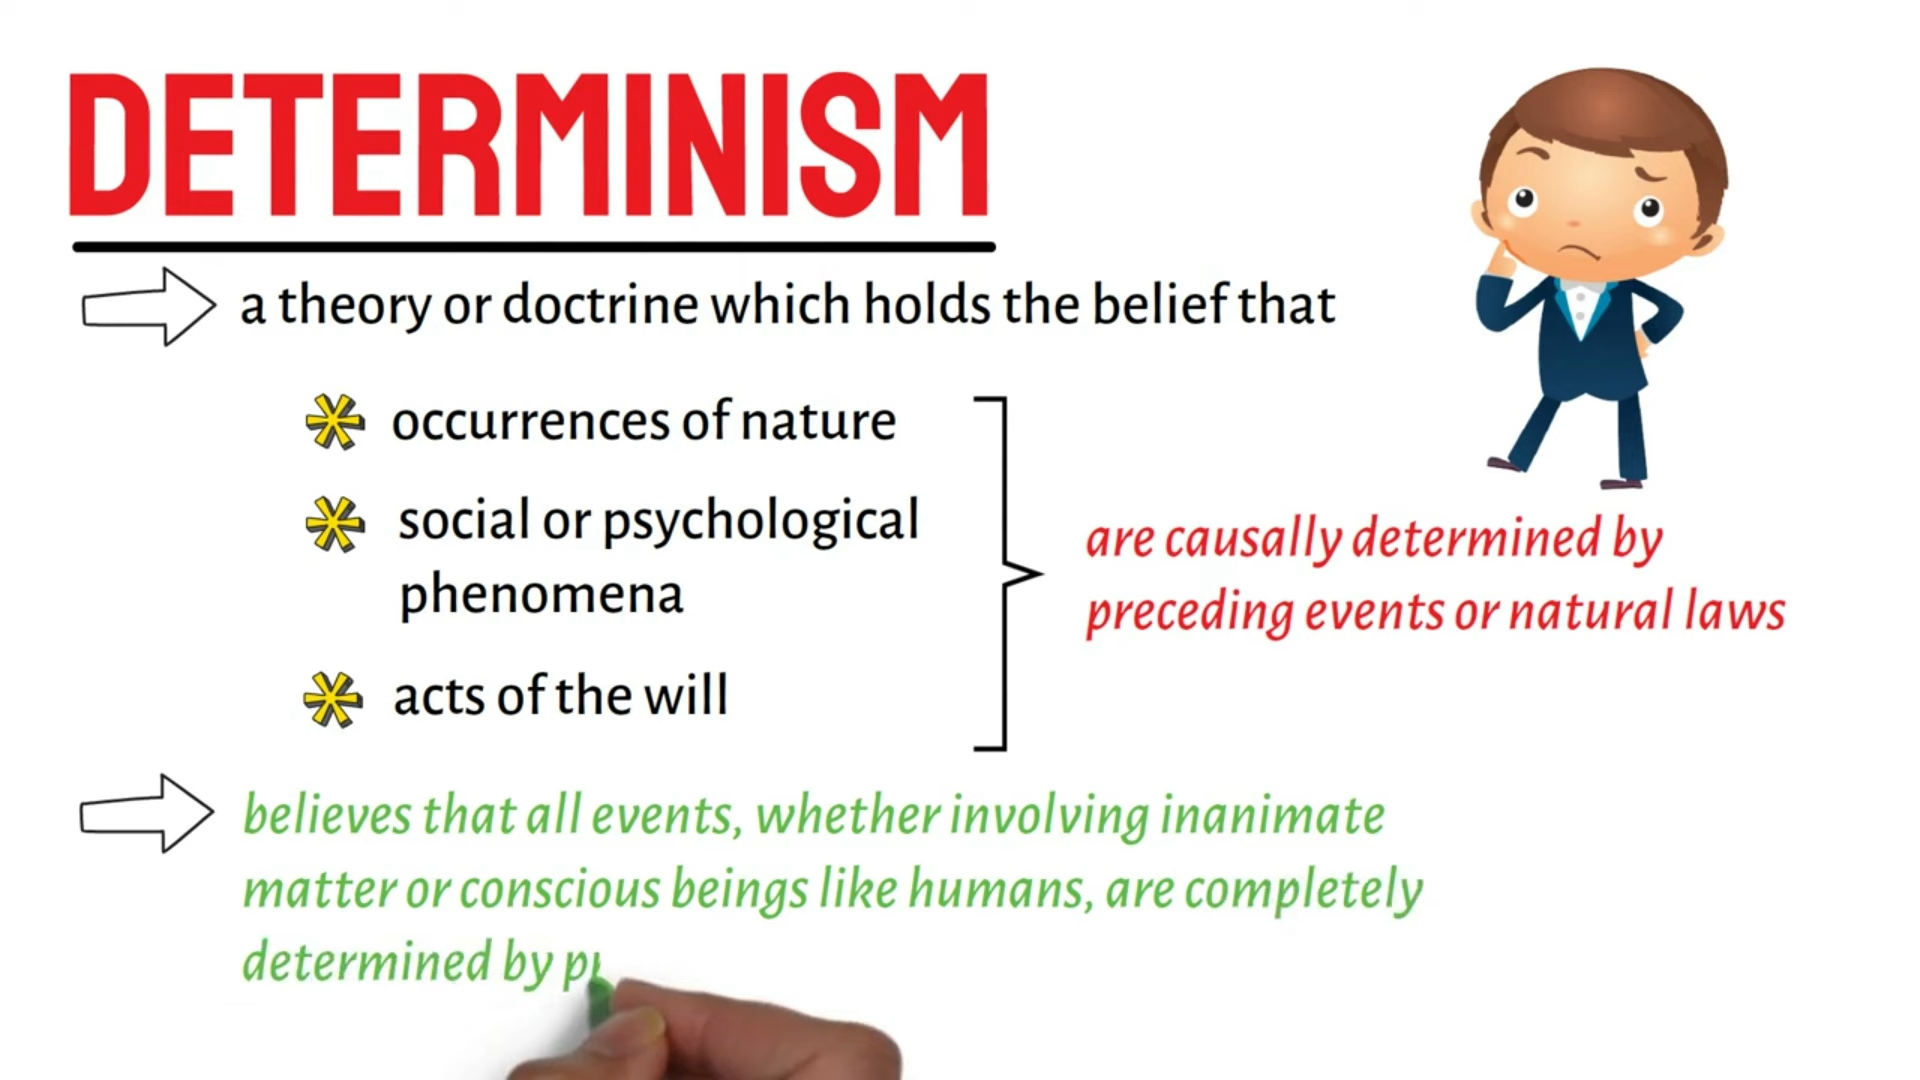 DETERMINISM
a theory or doctrine which holds the belief that
occurrences of nature
social or psychological
phenomena
acts of the will
are causally determined by
preceding events or natural laws
believes that all events, whether involving inanimate
matter or conscious beings like humans, are completely
determined by